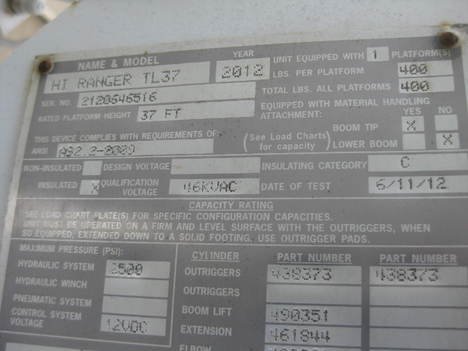 NAME & MODEL YEAR UNIT EQUIPPED WITH 1 PLATFORM(S)
HI RANGER TL37 2012 LBS. PER PLATFORM 400
SER. NO. 2120646516 TOTAL LBS. ALL PLATFORMS 400
RATED PLATFORM HEIGHT 37 FT EQUIPPED WITH MATERIAL HANDLING
ATTACHMENT: YES NO
THIS DEVICE COMPLIES WITH REQUIREMENTS OF (See Load Charts BOOM TIP X
ANSI A92.2-2009 for capacity) LOWER BOOM X
NON-INSULATED DESIGN VOLTAGE INSULATING CATEGORY C
INSULATED X QUALIFICATION VOLTAGE 46KVAC DATE OF TEST 6/11/12
CAPACITY RATING
SEE LOAD CHART PLATE(S) FOR SPECIFIC CONFIGURATION CAPACITIES.
UNIT MUST BE OPERATED ON A FIRM AND LEVEL SURFACE WITH THE OUTRIGGERS, WHEN
SO EQUIPPED, EXTENDED DOWN TO A SOLID FOOTING. USE OUTRIGGER PADS.
MAXIMUM PRESSURE (PSI): CYLINDER PART NUMBER PART NUMBER
HYDRAULIC SYSTEM 2500 OUTRIGGERS 438373 438373
HYDRAULIC WINCH OUTRIGGERS
PNEUMATIC SYSTEM BOOM LIFT 490351
CONTROL SYSTEM VOLTAGE 12VDC EXTENSION 461844
ELBOW